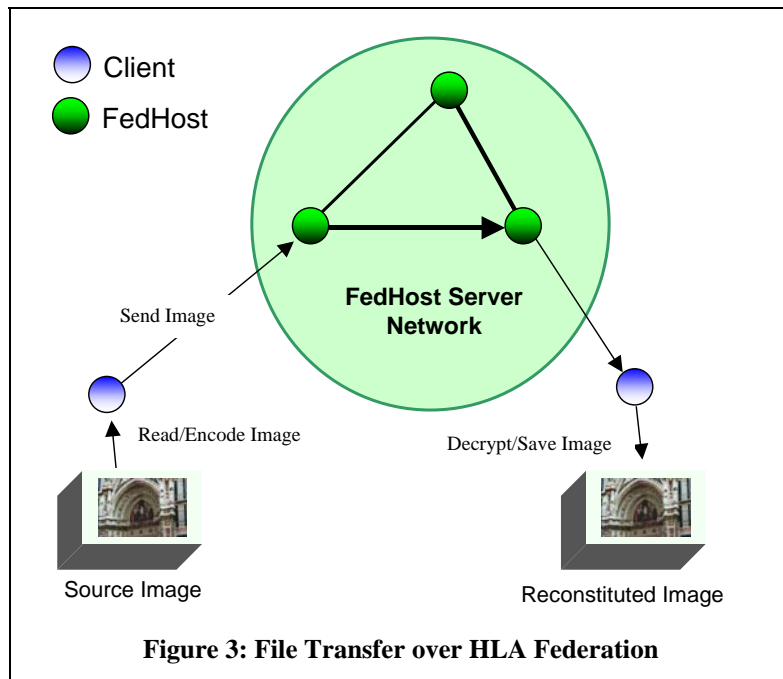 Client
FedHost
FedHost Server
Network
Send Image
Read/Encode Image
Decrypt/Save Image
Source Image
Reconstituted Image
Figure 3: File Transfer over HLA Federation